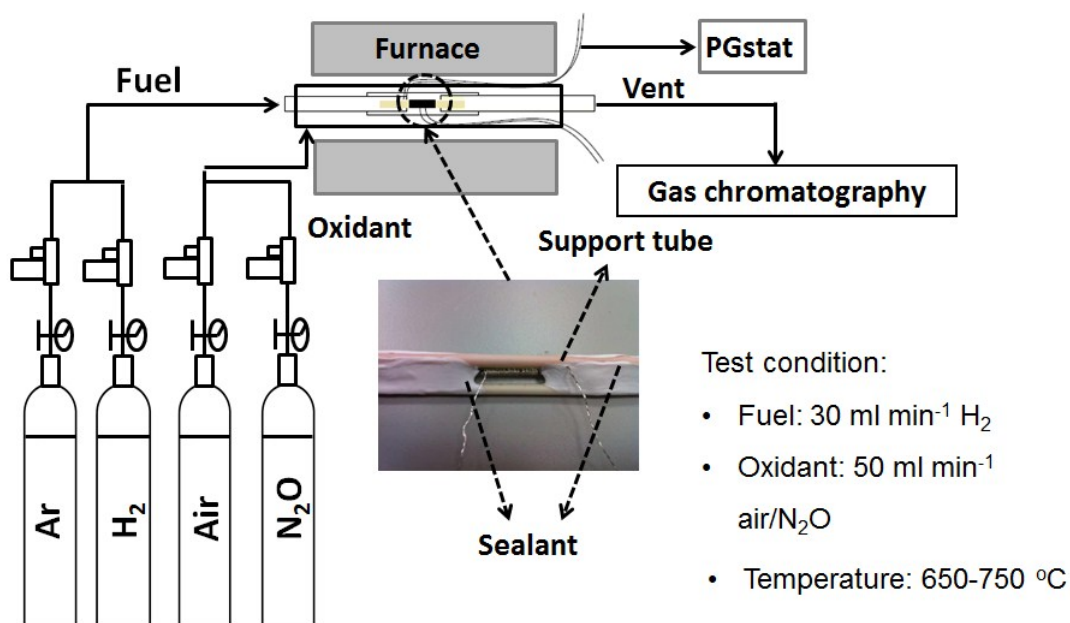 Furnace
PGstat
Fuel
Vent
Gas chromatography
Oxidant
Support tube
Sealant
Ar
H₂
Air
N₂O
Test condition:
• Fuel: 30 ml min⁻¹ H₂
• Oxidant: 50 ml min⁻¹
air/N₂O
• Temperature: 650-750 ºC